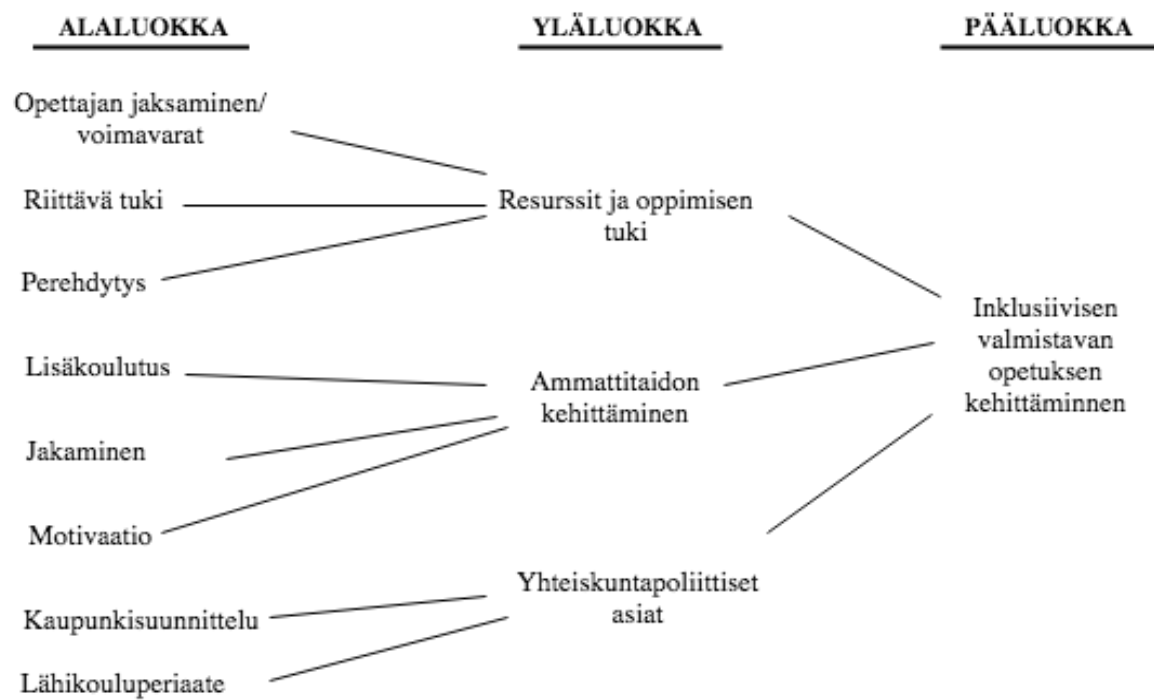 ALALUOKKA
YLÄLUOKKA
PÄÄLUOKKA
Opettajan jaksaminen/
voimavarat
Riittävä tuki
Perehdytys
Lisäkoulutus
Jakaminen
Motivaatio
Kaupunkisuunnittelu
Lähikouluperiaate
Resurssit ja oppimisen
tuki
Ammattitaidon
kehittäminen
Yhteiskuntapoliittiset
asiat
Inklusiivisen
valmistavan
opetuksen
kehittäminnen